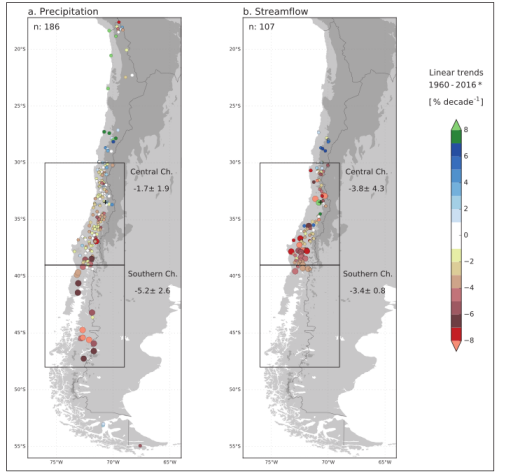 a. Precipitation
n: 186
20°S
25°S
30°S
35°S
40°S
45°S
50°S
55°S
Central Ch.
-1.7± 1.9
Southern Ch.
-5.2± 2.6
75°W
70°W
65°W
b. Streamflow
n: 107
20°S
25°S
30°S
35°S
40°S
45°S
50°S
55°S
Central Ch.
-3.8± 4.3
Southern Ch.
-3.4± 0.8
75°W
70°W
65°W
Linear trends
1960-2016*
[% decade⁻¹]
8
6
4
2
0
−2
−4
−6
−8